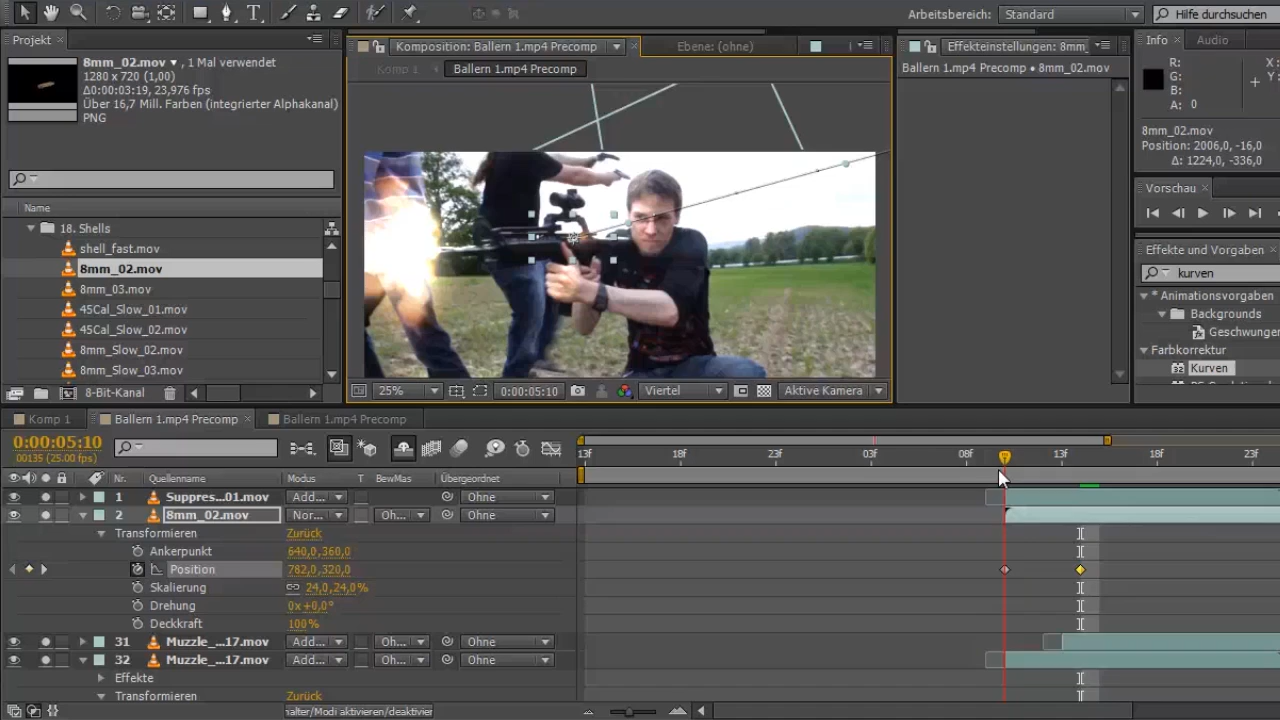 Arbeitsbereich: Standard
Hilfe durchsuchen
Projekt
8mm_02.mov ▾ , 1 Mal verwendet
1280 x 720 (1,00)
Δ0:00:03:19, 23,976 fps
Über 16,7 Mill. Farben (integrierter Alphakanal)
PNG
Name
18. Shells
shell_fast.mov
8mm_02.mov
8mm_03.mov
45Cal_Slow_01.mov
45Cal_Slow_02.mov
8mm_Slow_02.mov
8mm_Slow_03.mov
8-Bit-Kanal
Komposition: Ballern 1.mp4 Precomp
Ebene: (ohne)
Komp 1
Ballern 1.mp4 Precomp
25%
0:00:05:10
Viertel
Aktive Kamera
Effekteinstellungen: 8mm_
Ballern 1.mp4 Precomp • 8mm_02.mov
Info
Audio
R:
G:
B:
A: 0
X:
Y:
8mm_02.mov
Position: 2006,0, -16,0
Δ: 1224,0, -336,0
Vorschau
Effekte und Vorgaben
kurven
* Animationsvorgaben
Backgrounds
Geschwungen
Farbkorrektur
Kurven
Komp 1
Ballern 1.mp4 Precomp
Ballern 1.mp4 Precomp
0:00:05:10
00135 (25.00 fps)
13f 18f 23f 03f 08f 13f 18f 23f
Nr. Quellenname Modus T BewMas Übergeordnet
1 Suppres...01.mov Add... Ohne
2 8mm_02.mov Nor... Oh... Ohne
Transformieren Zurück
Ankerpunkt 640,0,360,0
Position 782,0,320,0
Skalierung 24,0,24,0%
Drehung 0x+0,0°
Deckkraft 100%
31 Muzzle_...17.mov Add... Oh... Ohne
32 Muzzle_...17.mov Add... Oh... Ohne
Effekte
Transformieren Zurück
halter/Modi aktivieren/deaktivier